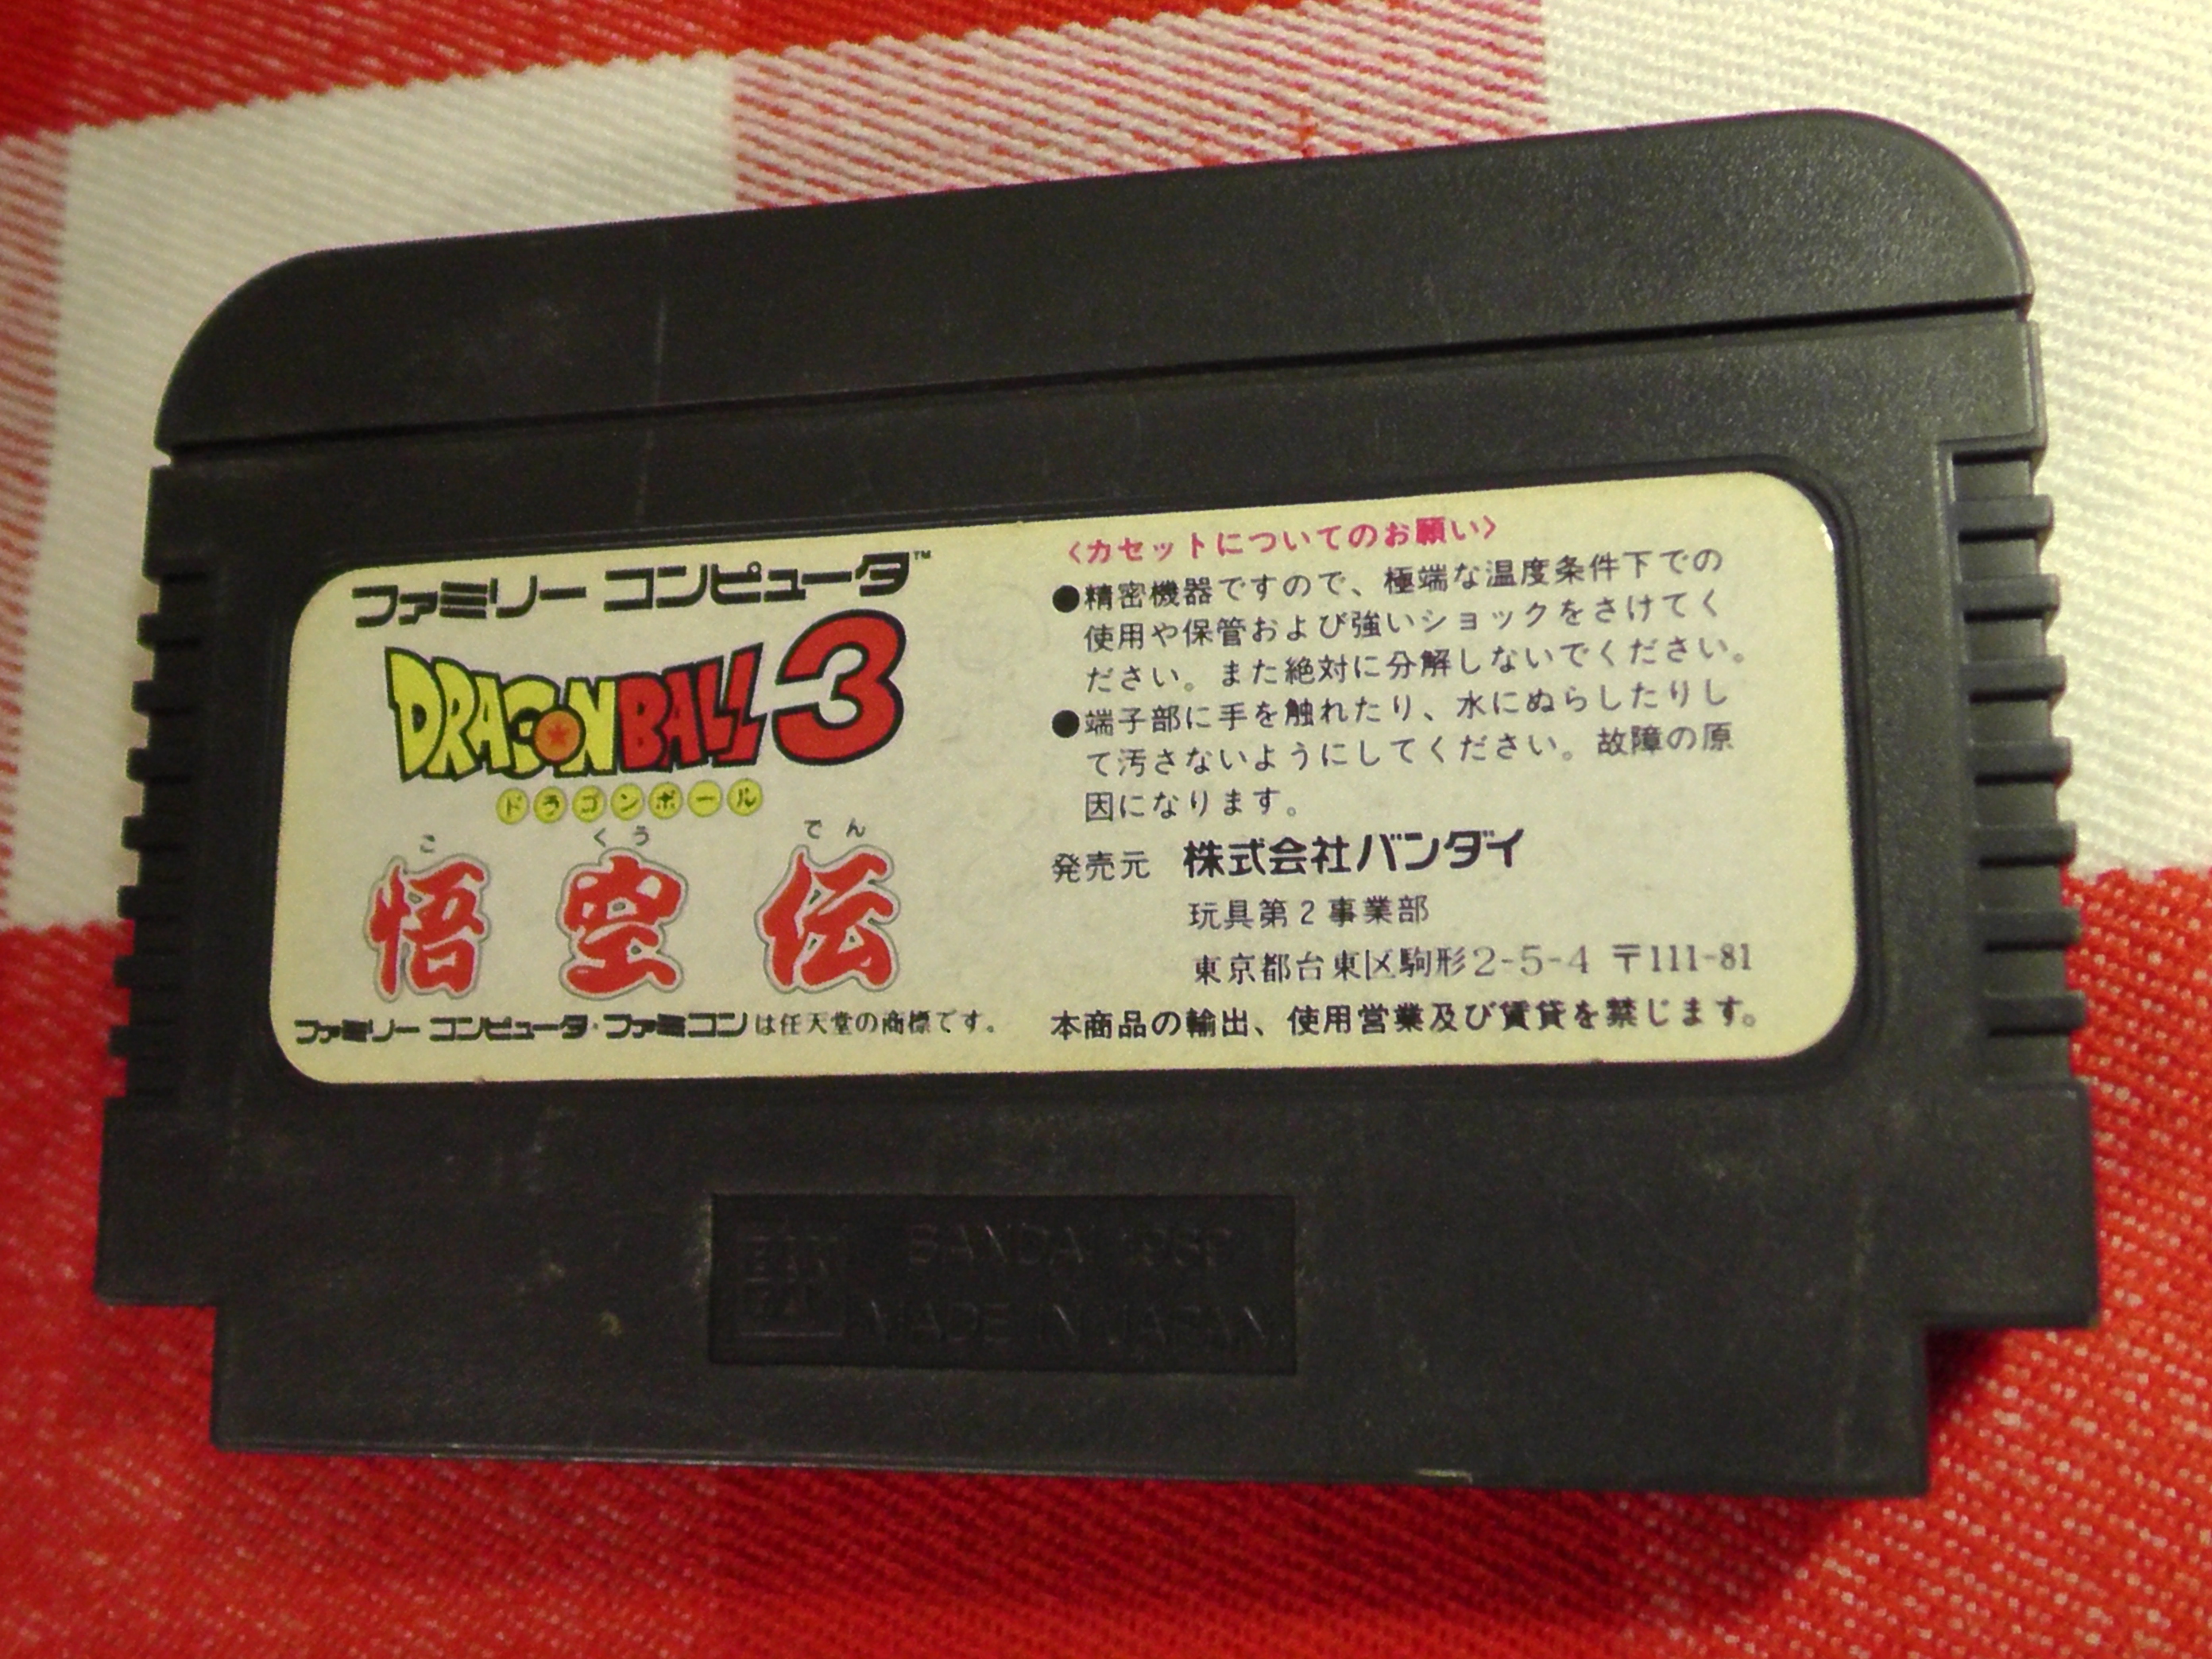 ファミリー コンピュータ™
DRAGON BALL 3
ドラゴンボール
ごくうでん
悟空伝
ファミリー コンピュータ・ファミコンは任天堂の商標です。
〈カセットについてのお願い〉
●精密機器ですので、極端な温度条件下での
使用や保管および強いショックをさけてく
ださい。また絶対に分解しないでください。
●端子部に手を触れたり、水にぬらしたりし
て汚さないようにしてください。故障の原
因になります。
発売元 株式会社バンダイ
玩具第2事業部
東京都台東区駒形2-5-4 〒111-81
本商品の輸出、使用営業及び賃貸を禁じます。
BANDAI
MADE IN JAPAN